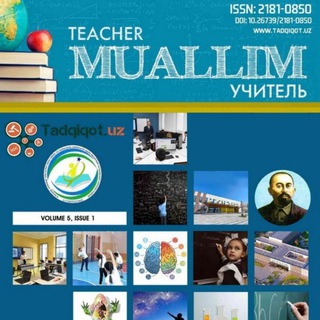 ISSN: 2181-0850
DOI: 10.26739/2181-0850
WWW.TADQIQOT.UZ
TEACHER
MUALLIM
УЧИТЕЛЬ
Tadqiqot.uz
VOLUME 5, ISSUE 1